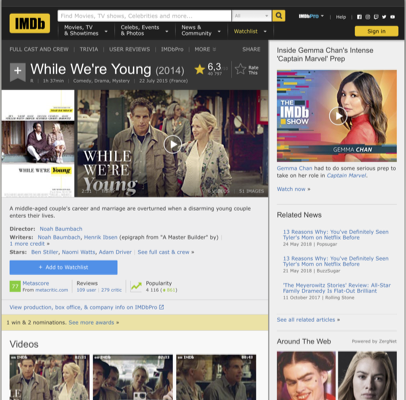 IMDb
Find Movies, TV shows, Celebrities and more...
All
IMDbPro
Help
Movies, TV & Showtimes
Celebs, Events & Photos
News & Community
Watchlist
Sign in
FULL CAST AND CREW | TRIVIA | USER REVIEWS | IMDbPro | MORE
SHARE
While We're Young (2014)
6,3
Rate This
R | 1h 37min | Comedy, Drama, Mystery | 22 July 2015 (France)
WHILE WE'RE Young
WHILE
WE'RE
Young
51 IMAGES
A middle-aged couple's career and marriage are overturned when a disarming young couple
enters their lives.
Director: Noah Baumbach
Writers: Noah Baumbach, Henrik Ibsen (epigraph from "A Master Builder" by) |
1 more credit »
Stars: Ben Stiller, Naomi Watts, Adam Driver | See full cast & crew »
+ Add to Watchlist
77
Metascore
From metacritic.com
Reviews
109 user | 279 critic
Popularity
View production, box office, & company info on IMDbPro
1 win & 2 nominations. See more awards »
Videos
Inside Gemma Chan's Intense
'Captain Marvel' Prep
THE
IMDb
SHOW
Gemma Chan had to do some serious prep
to take on her role in Captain Marvel.
Watch now »
Related News
13 Reasons Why: You've Definitely Seen
Tyler's Mom on Netflix Before
24 May 2018 | Popsugar
13 Reasons Why: You've Definitely Seen
Tyler's Mom on Netflix Before
21 May 2018 | BuzzSugar
'The Meyerowitz Stories' Review: All-Star
Family Dramedy Is Flat-Out Brilliant
11 October 2017 | Rolling Stone
See all related articles »
Around The Web
Powered by ZergNet